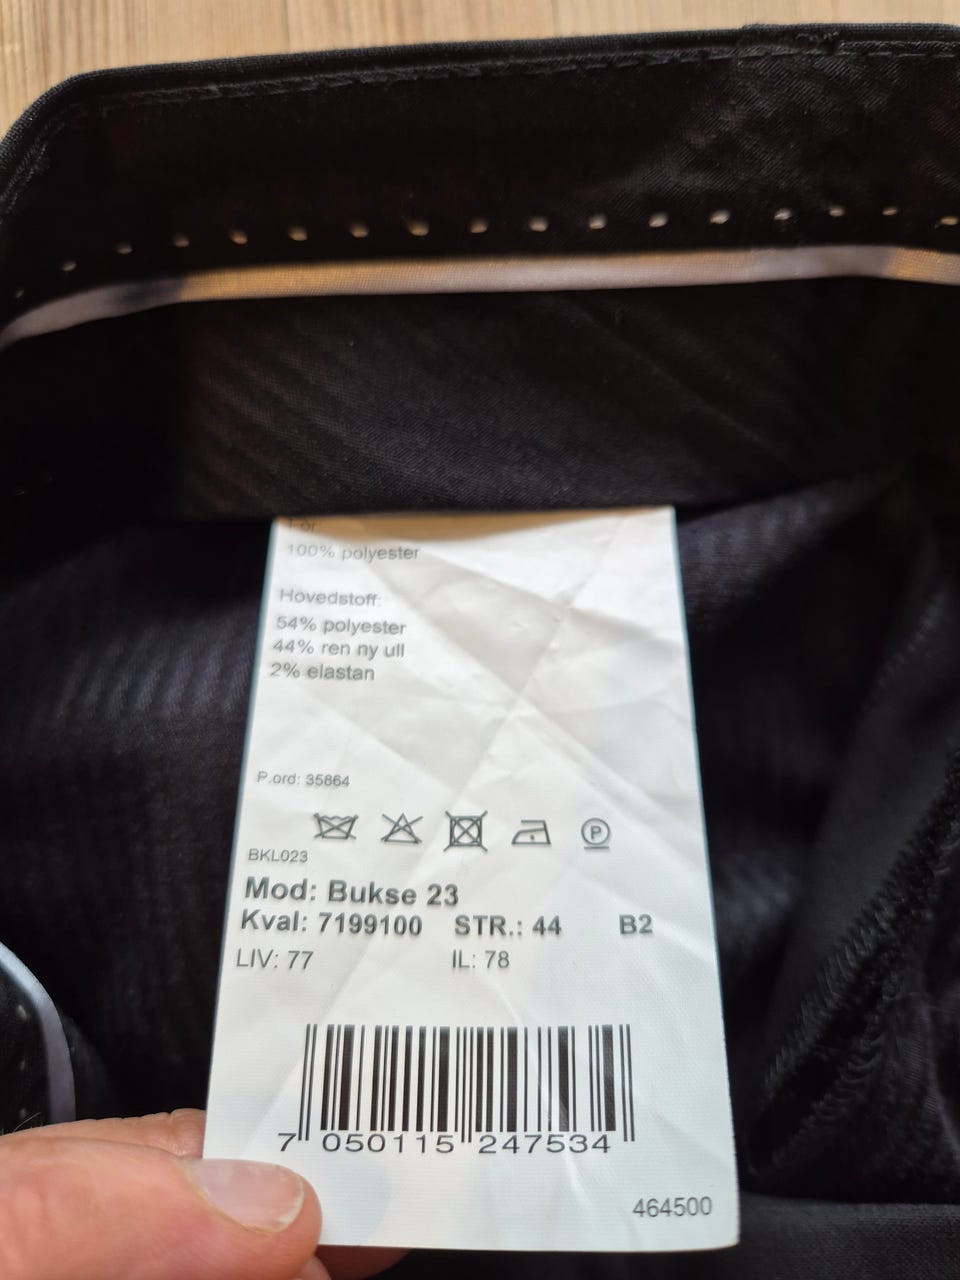 Fôr:
100% polyester
Hovedstoff:
54% polyester
44% ren ny ull
2% elastan
P.ord: 35864
P
BKL023
Mod: Bukse 23
Kval: 7199100 STR.: 44 B2
LIV: 77 IL: 78
7 050115 247534
464500